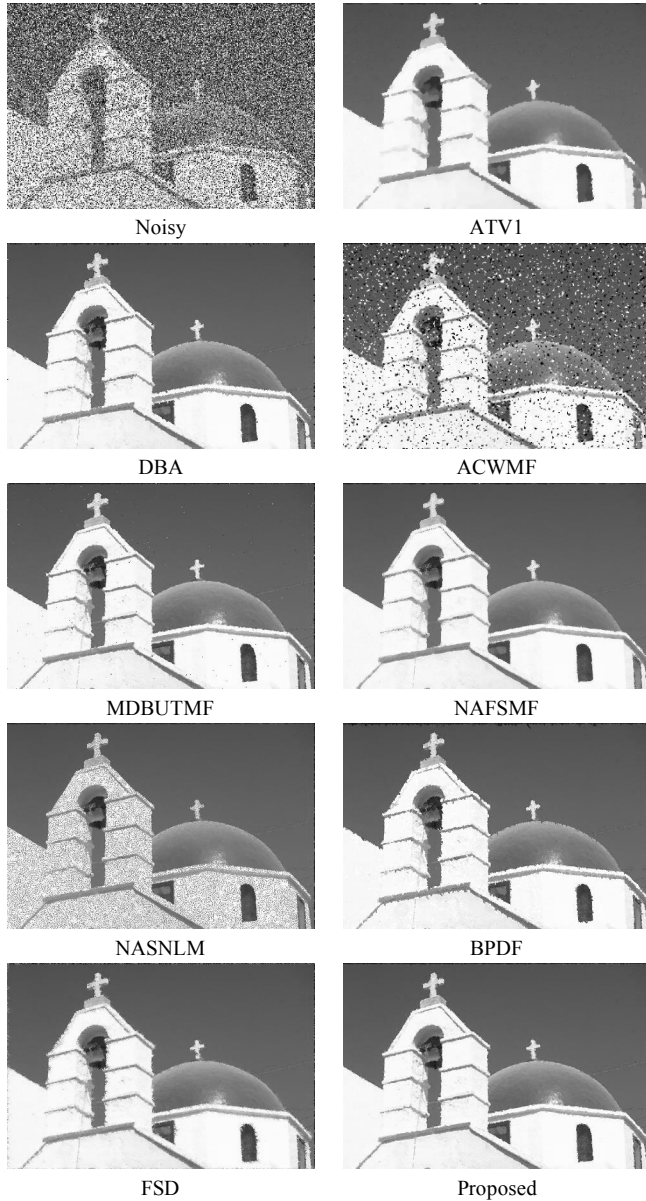 Noisy
ATV1
DBA
ACWMF
MDBUTMF
NAFSMF
NASNLM
BPDF
FSD
Proposed